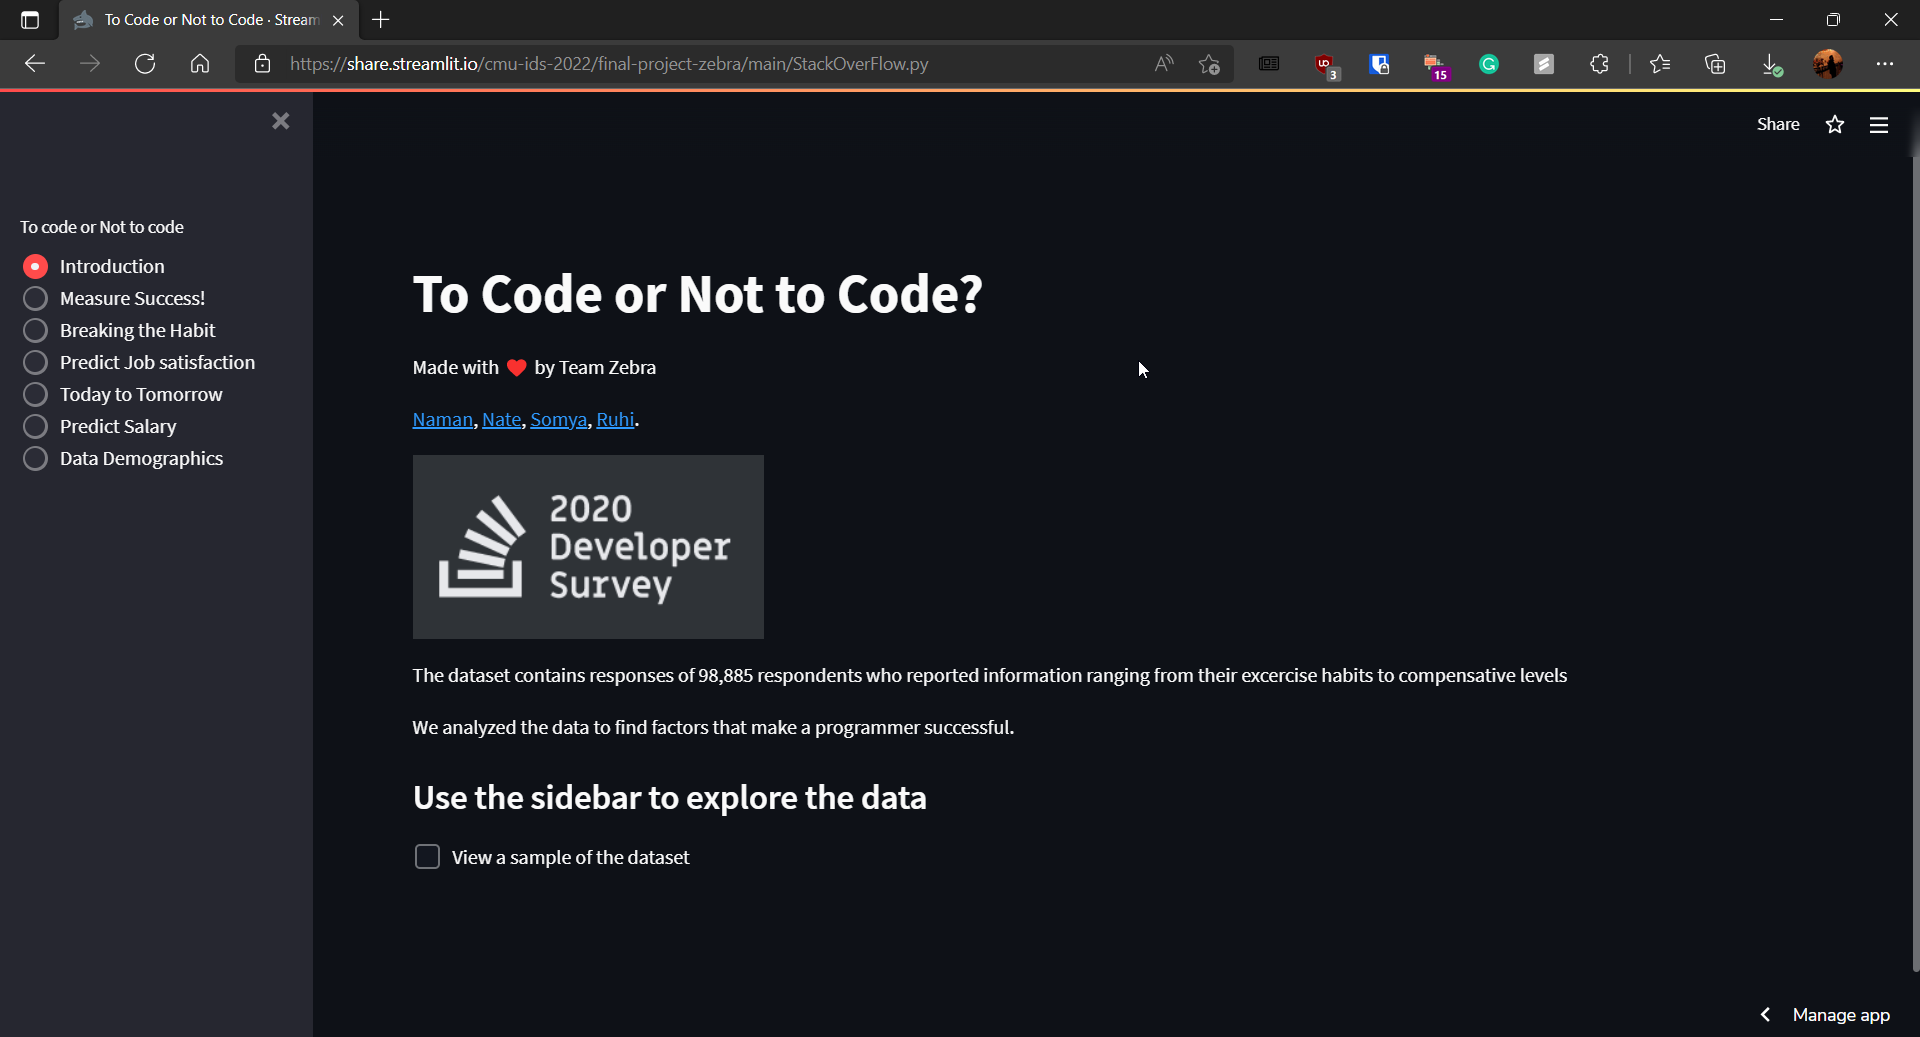 To Code or Not to Code · Stream
https://share.streamlit.io/cmu-ids-2022/final-project-zebra/main/StackOverFlow.py
A
UD
3
15
G
Share
To code or Not to code
Introduction
Measure Success!
Breaking the Habit
Predict Job satisfaction
Today to Tomorrow
Predict Salary
Data Demographics
To Code or Not to Code?
Made with ❤ by Team Zebra
Naman, Nate, Somya, Ruhi.
2020
Developer
Survey
The dataset contains responses of 98,885 respondents who reported information ranging from their excercise habits to compensative levels
We analyzed the data to find factors that make a programmer successful.
Use the sidebar to explore the data
View a sample of the dataset
Manage app